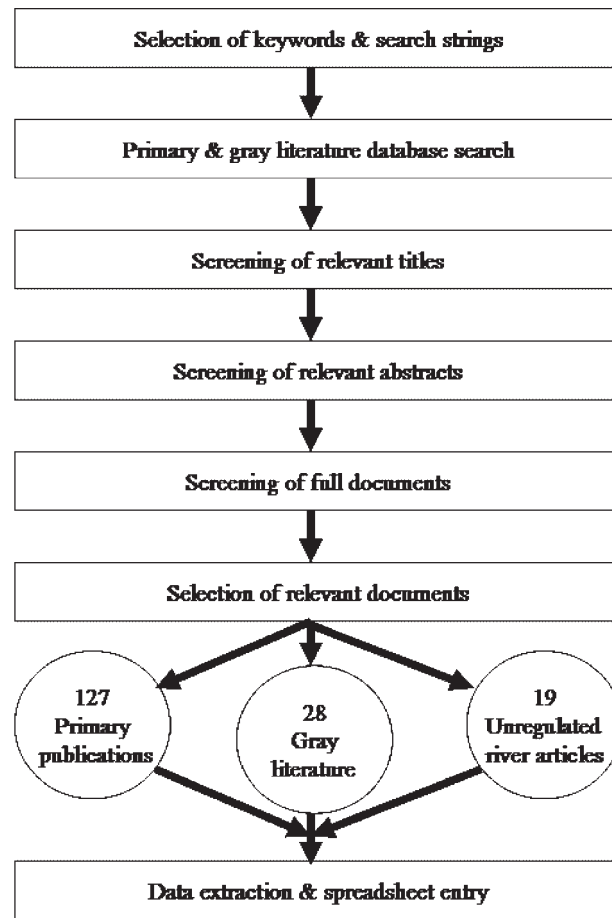 Selection of keywords & search strings
Primary & gray literature database search
Screening of relevant titles
Screening of relevant abstracts
Screening of full documents
Selection of relevant documents
127
Primary
publications
28
Gray
literature
19
Unregulated
river articles
Data extraction & spreadsheet entry